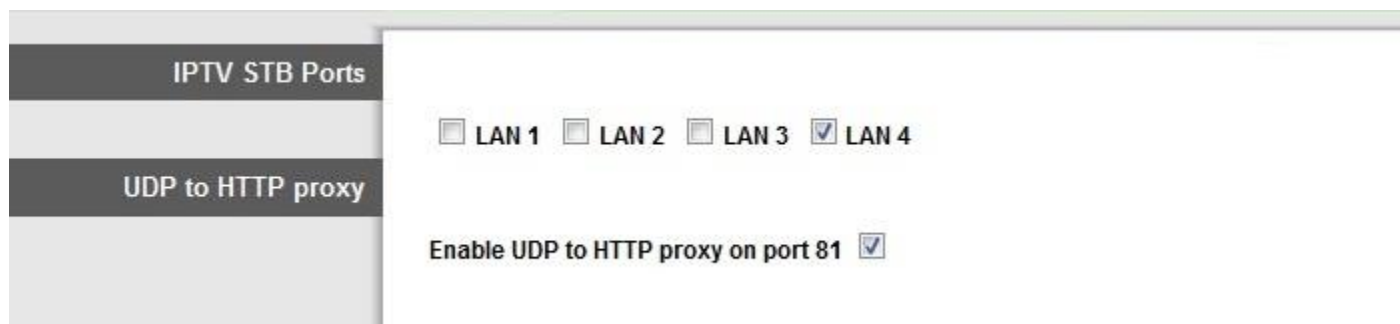 IPTV STB Ports
LAN 1 LAN 2 LAN 3 LAN 4
UDP to HTTP proxy
Enable UDP to HTTP proxy on port 81